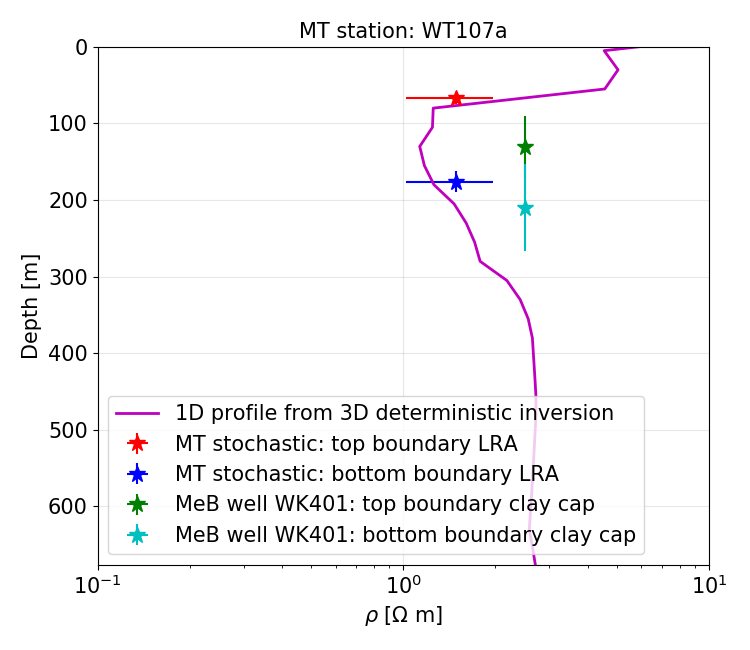 MT station: WT107a
0
100
200
300
400
500
600
Depth [m]
1D profile from 3D deterministic inversion
MT stochastic: top boundary LRA
MT stochastic: bottom boundary LRA
MeB well WK401: top boundary clay cap
MeB well WK401: bottom boundary clay cap
10⁻¹ 10⁰ 10¹
ρ [Ω m]